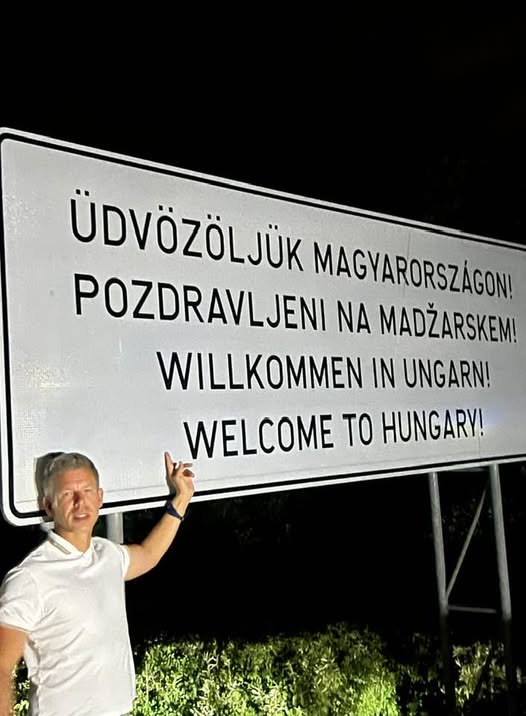 ÜDVÖZÖLJÜK MAGYARORSZÁGON!
POZDRAVLJENI NA MADŽARSKEM!
WILLKOMMEN IN UNGARN!
WELCOME TO HUNGARY!